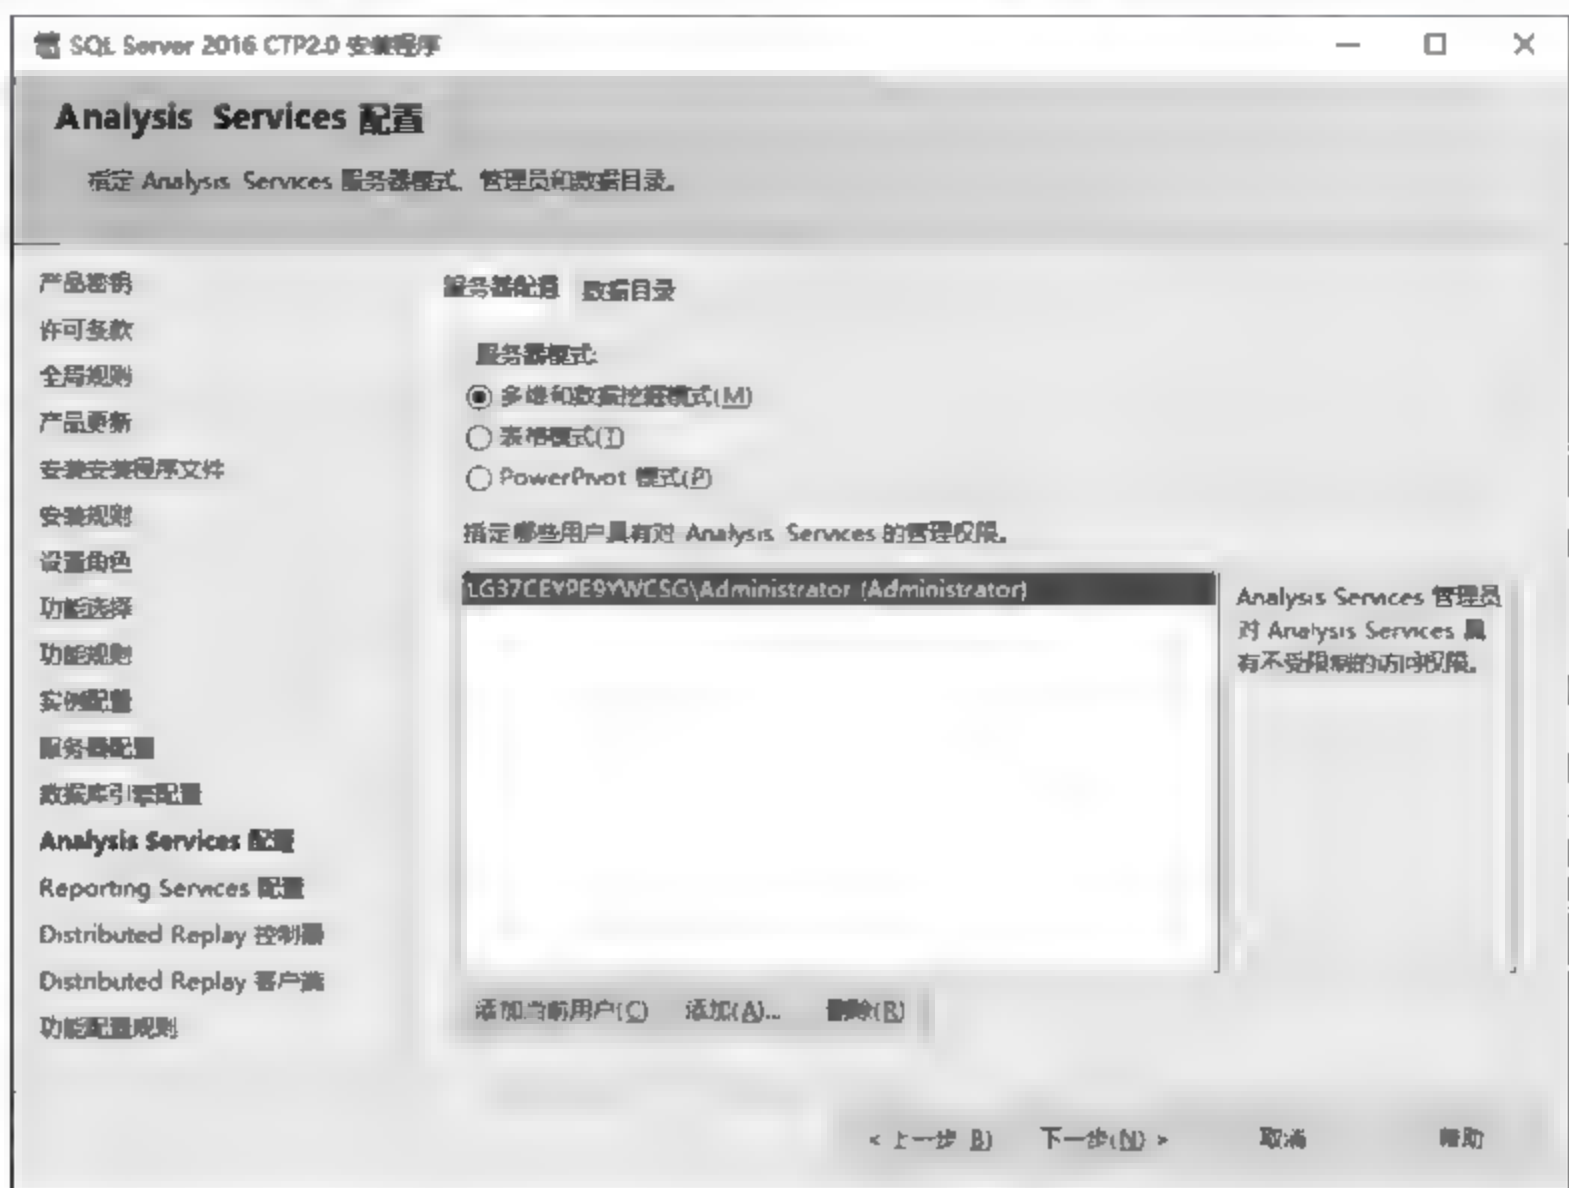 SQL Server 2016 CTP2.0 安装程序
Analysis Services 配置
指定 Analysis Services 服务器模式、管理员和数据目录。
产品密钥
许可条款
全局规则
产品更新
安装安装程序文件
安装规则
设置角色
功能选择
功能规则
实例配置
服务器配置
数据库引擎配置
Analysis Services 配置
Reporting Services 配置
Distributed Replay 控制器
Distributed Replay 客户端
功能配置规则
服务器配置 数据目录
服务器模式:
多维和数据挖掘模式(M)
表格模式(T)
PowerPivot 模式(P)
指定哪些用户具有对 Analysis Services 的管理权限。
LG37CEYPE9YWCSG\Administrator (Administrator)
Analysis Services 管理员
对 Analysis Services 具
有不受限制的访问权限。
添加当前用户(C) 添加(A)... 删除(R)
< 上一步(B) 下一步(N) > 取消 帮助